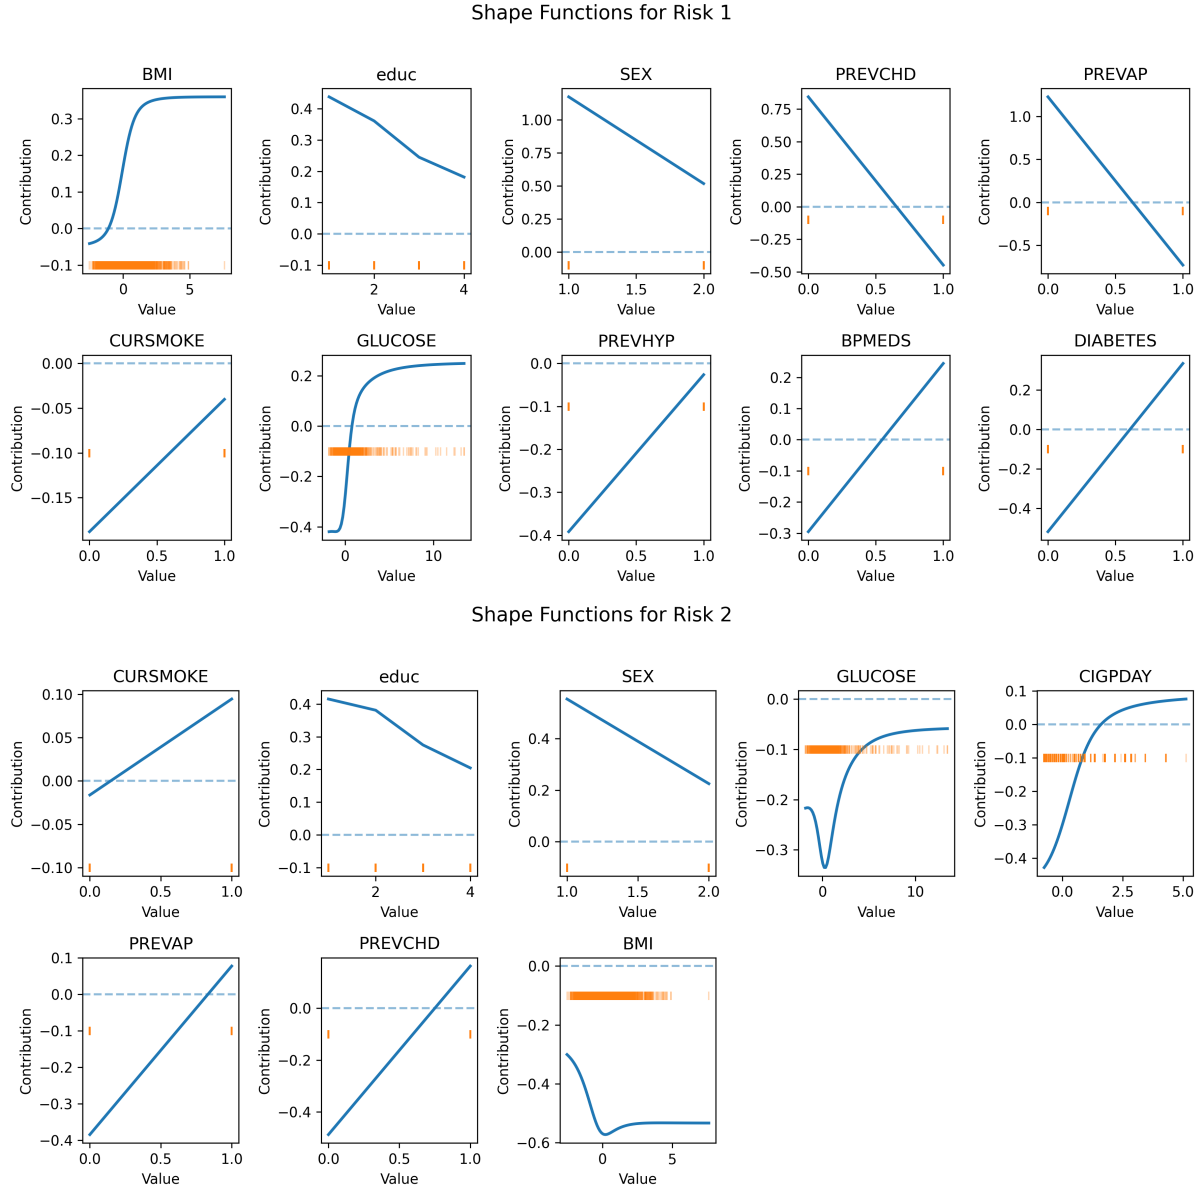 Shape Functions for Risk 1
BMI educ SEX PREVCHD PREVAP
Contribution Contribution Contribution Contribution Contribution
0.3 0.4 1.00 0.75 1.0
0.2 0.3 0.75 0.50 0.5
0.1 0.2 0.50 0.25 0.0
0.0 0.1 0.25 0.00 −0.5
−0.1 0.0 0.00 −0.25
−0.1 −0.50
0 5 2 4 1.0 1.5 2.0 0.0 0.5 1.0 0.0 0.5 1.0
Value Value Value Value Value
CURSMOKE GLUCOSE PREVHYP BPMEDS DIABETES
Contribution Contribution Contribution Contribution Contribution
0.00 0.2 0.0 0.2 0.2
−0.05 0.0 −0.1 0.1 0.0
−0.10 −0.2 −0.2 0.0 −0.2
−0.15 −0.4 −0.3 −0.1 −0.4
−0.4 −0.2
−0.3
0.0 0.5 1.0 0 10 0.0 0.5 1.0 0.0 0.5 1.0 0.0 0.5 1.0
Value Value Value Value Value
Shape Functions for Risk 2
CURSMOKE educ SEX GLUCOSE CIGPDAY
Contribution Contribution Contribution Contribution Contribution
0.10 0.4 0.4 0.0 0.1
0.05 0.3 0.2 −0.1 0.0
0.00 0.2 0.0 −0.2 −0.1
−0.05 0.1 −0.3 −0.2
−0.10 0.0 −0.3
−0.1 −0.4
0.0 0.5 1.0 2 4 1.0 1.5 2.0 0 10 0.0 2.5 5.0
Value Value Value Value Value
PREVAP PREVCHD BMI
Contribution Contribution Contribution
0.1 0.0 0.0
0.0 −0.2 −0.2
−0.1 −0.4 −0.4
−0.2 −0.6
−0.3
−0.4
0.0 0.5 1.0 0.0 0.5 1.0 0 5
Value Value Value